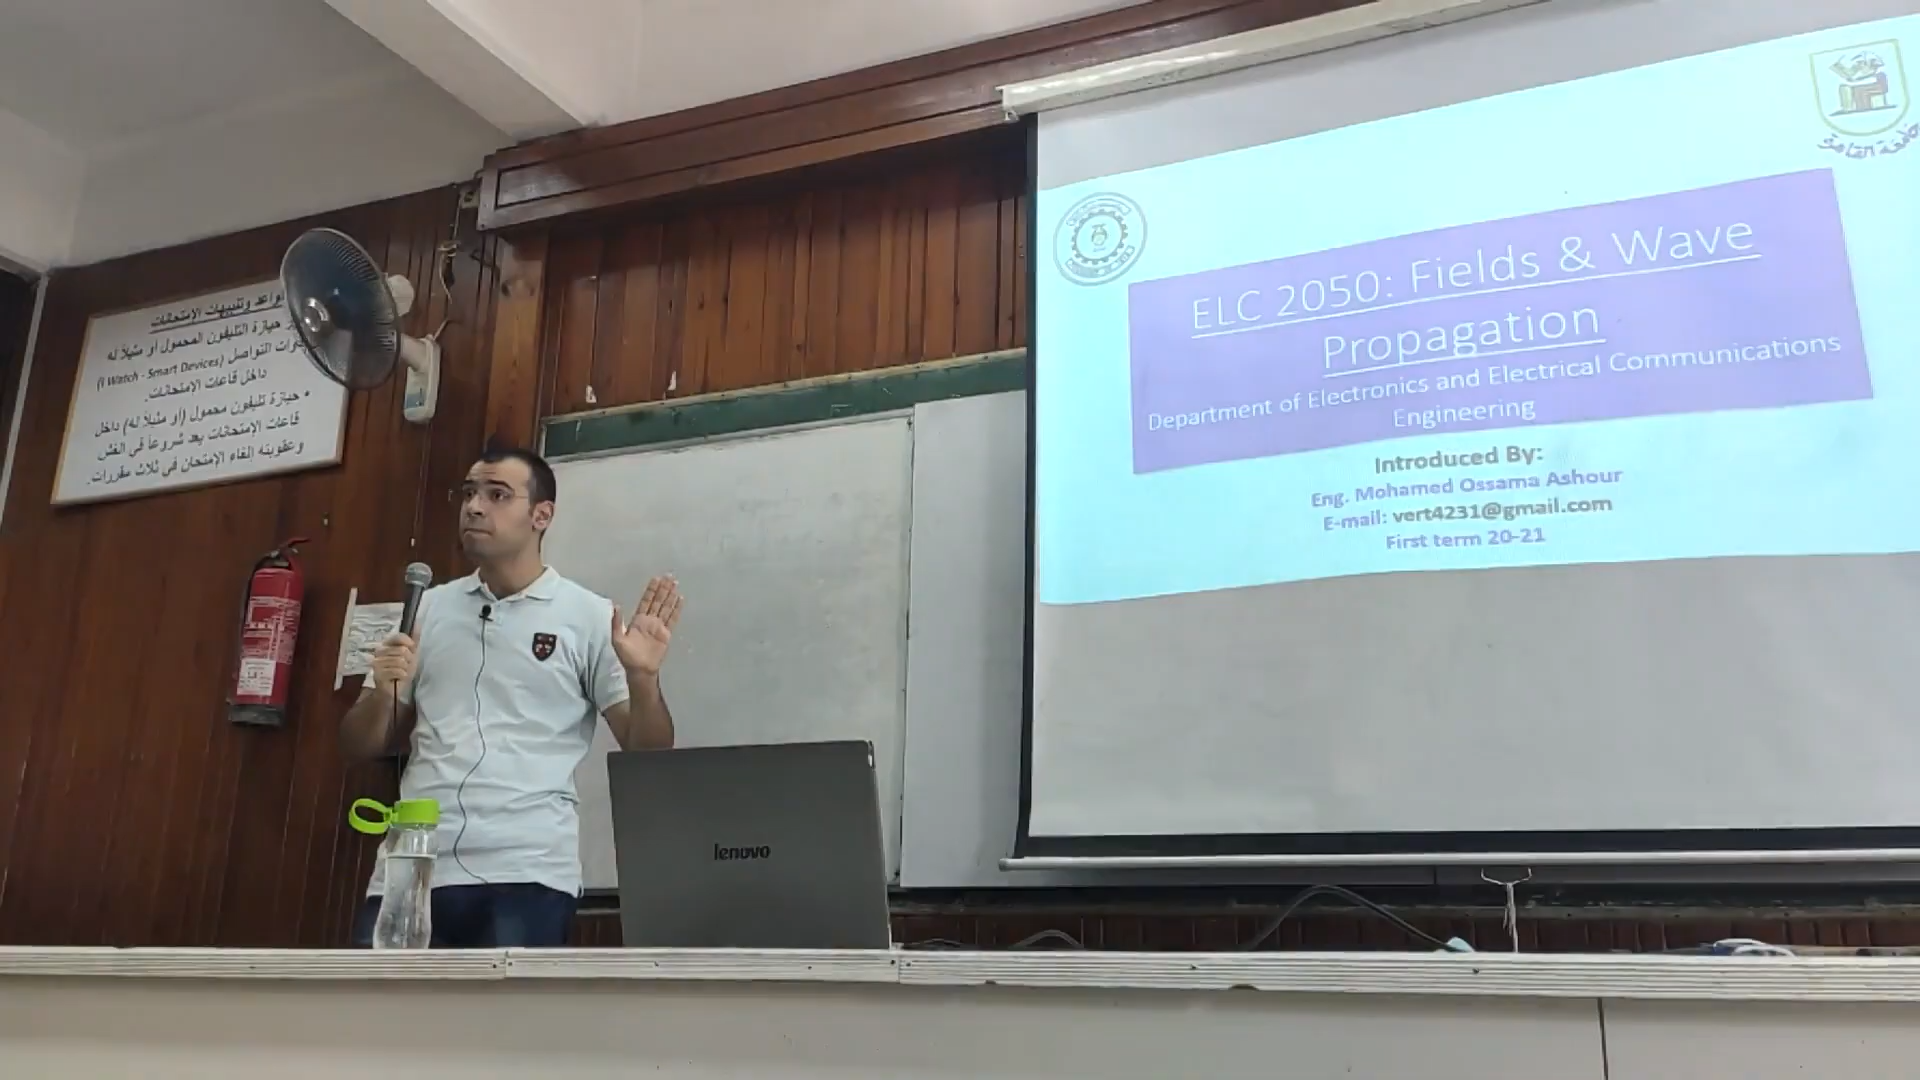 قواعد وتنبيهات الإمتحانات
حيازة التليفون المحمول أو مثيلاً له
التواصل (I Watch - Smart Devices)
داخل قاعات الإمتحانات.
• حيازة تليفون محمول (أو مثيلاً له) داخل
قاعات الإمتحانات يعد شروعاً في الغش
وعقوبته إلغاء الإمتحان في ثلاث مقررات.
جامعة القاهرة
ELC 2050: Fields & Wave
Propagation
Department of Electronics and Electrical Communications
Engineering
Introduced By:
Eng. Mohamed Ossama Ashour
E-mail: vert4231@gmail.com
First term 20-21
lenovo